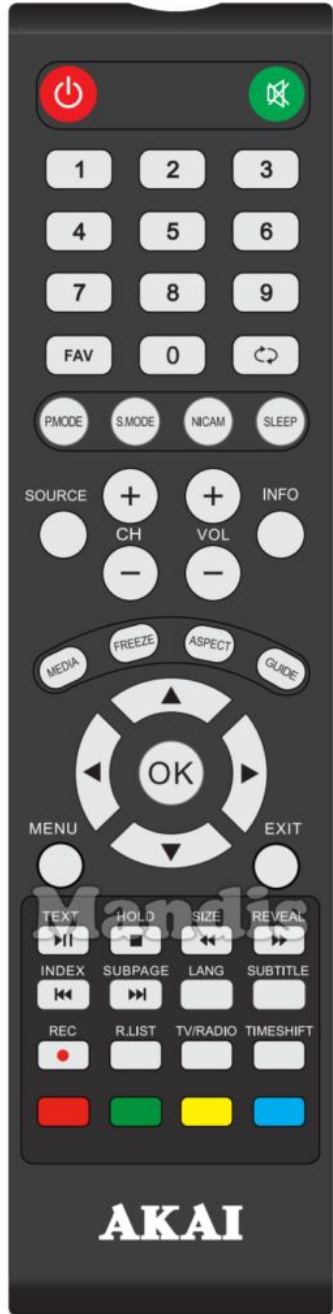 1 2 3
4 5 6
7 8 9
FAV 0
P.MODE S.MODE NICAM SLEEP
SOURCE + + INFO
CH VOL
− −
MEDIA FREEZE ASPECT GUIDE
OK
MENU EXIT
Mandis
TEXT HOLD SIZE REVEAL
INDEX SUBPAGE LANG SUBTITLE
REC R.LIST TV/RADIO TIMESHIFT
AKAI